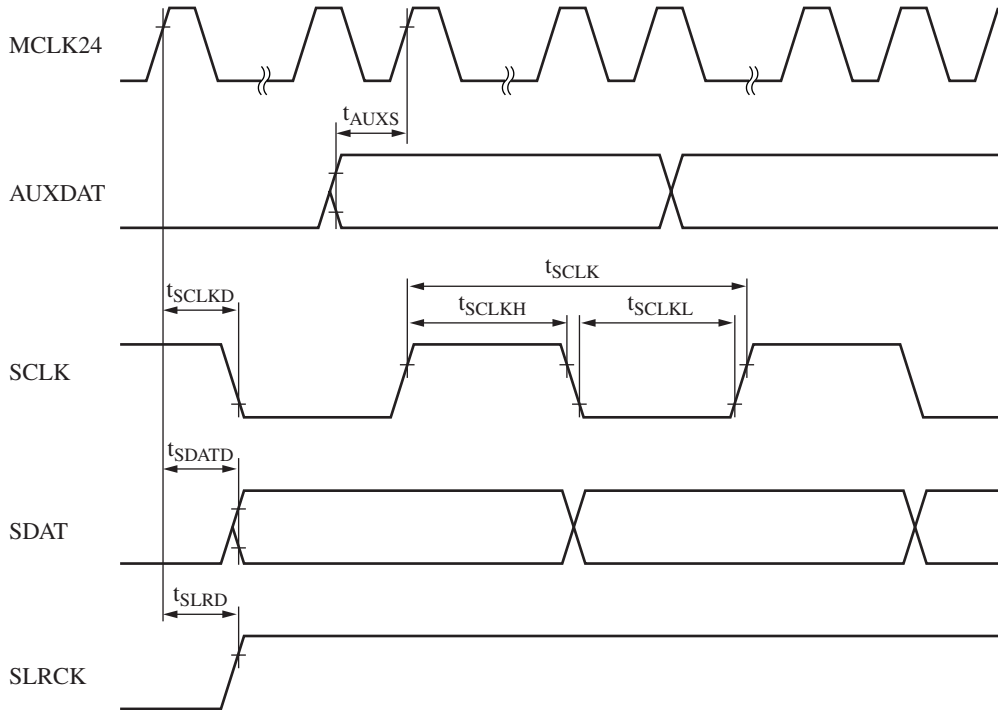 MCLK24
tAUXS
AUXDAT
tSCLK
tSCLKD
tSCLKH
tSCLKL
SCLK
tSDATD
SDAT
tSLRD
SLRCK